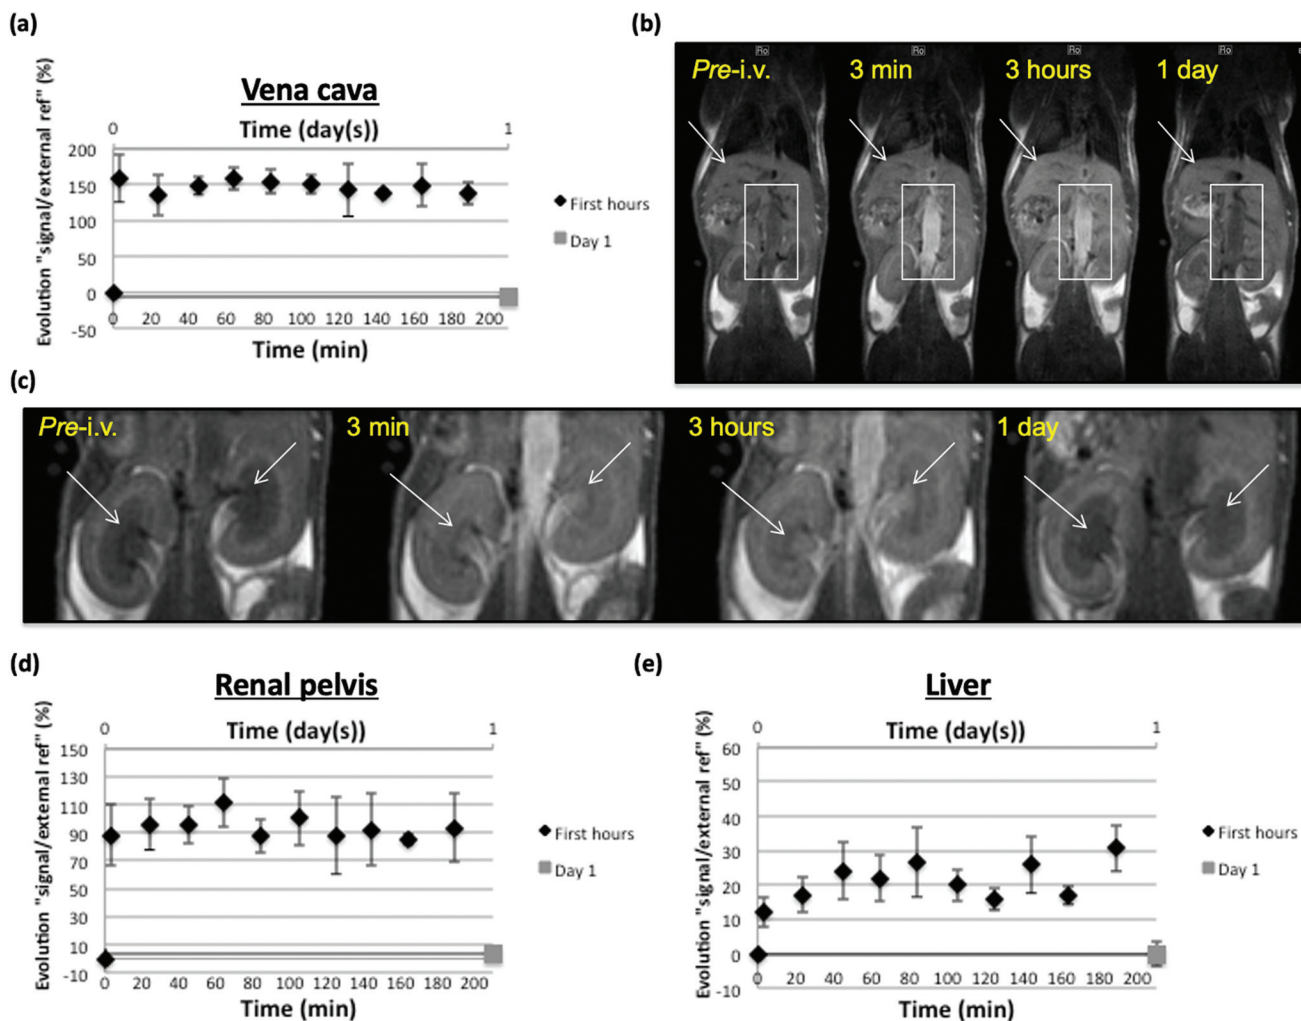 (a)
Vena cava
Time (day(s))
0
1
Evolution "signal/external ref" (%)
200
150
100
50
0
-50
0 20 40 60 80 100 120 140 160 180 200
Time (min)
First hours
Day 1
(b)
Ro
Ro
Ro
Ro
Pre-i.v.
3 min
3 hours
1 day
(c)
Pre-i.v.
3 min
3 hours
1 day
(d)
Renal pelvis
Time (day(s))
0
1
Evolution "signal/external ref" (%)
150
130
110
90
70
50
30
10
-10
0 20 40 60 80 100 120 140 160 180 200
Time (min)
First hours
Day 1
(e)
Liver
Time (day(s))
0
1
Evolution "signal/external ref" (%)
60
50
40
30
20
10
0
-10
0 20 40 60 80 100 120 140 160 180 200
Time (min)
First hours
Day 1